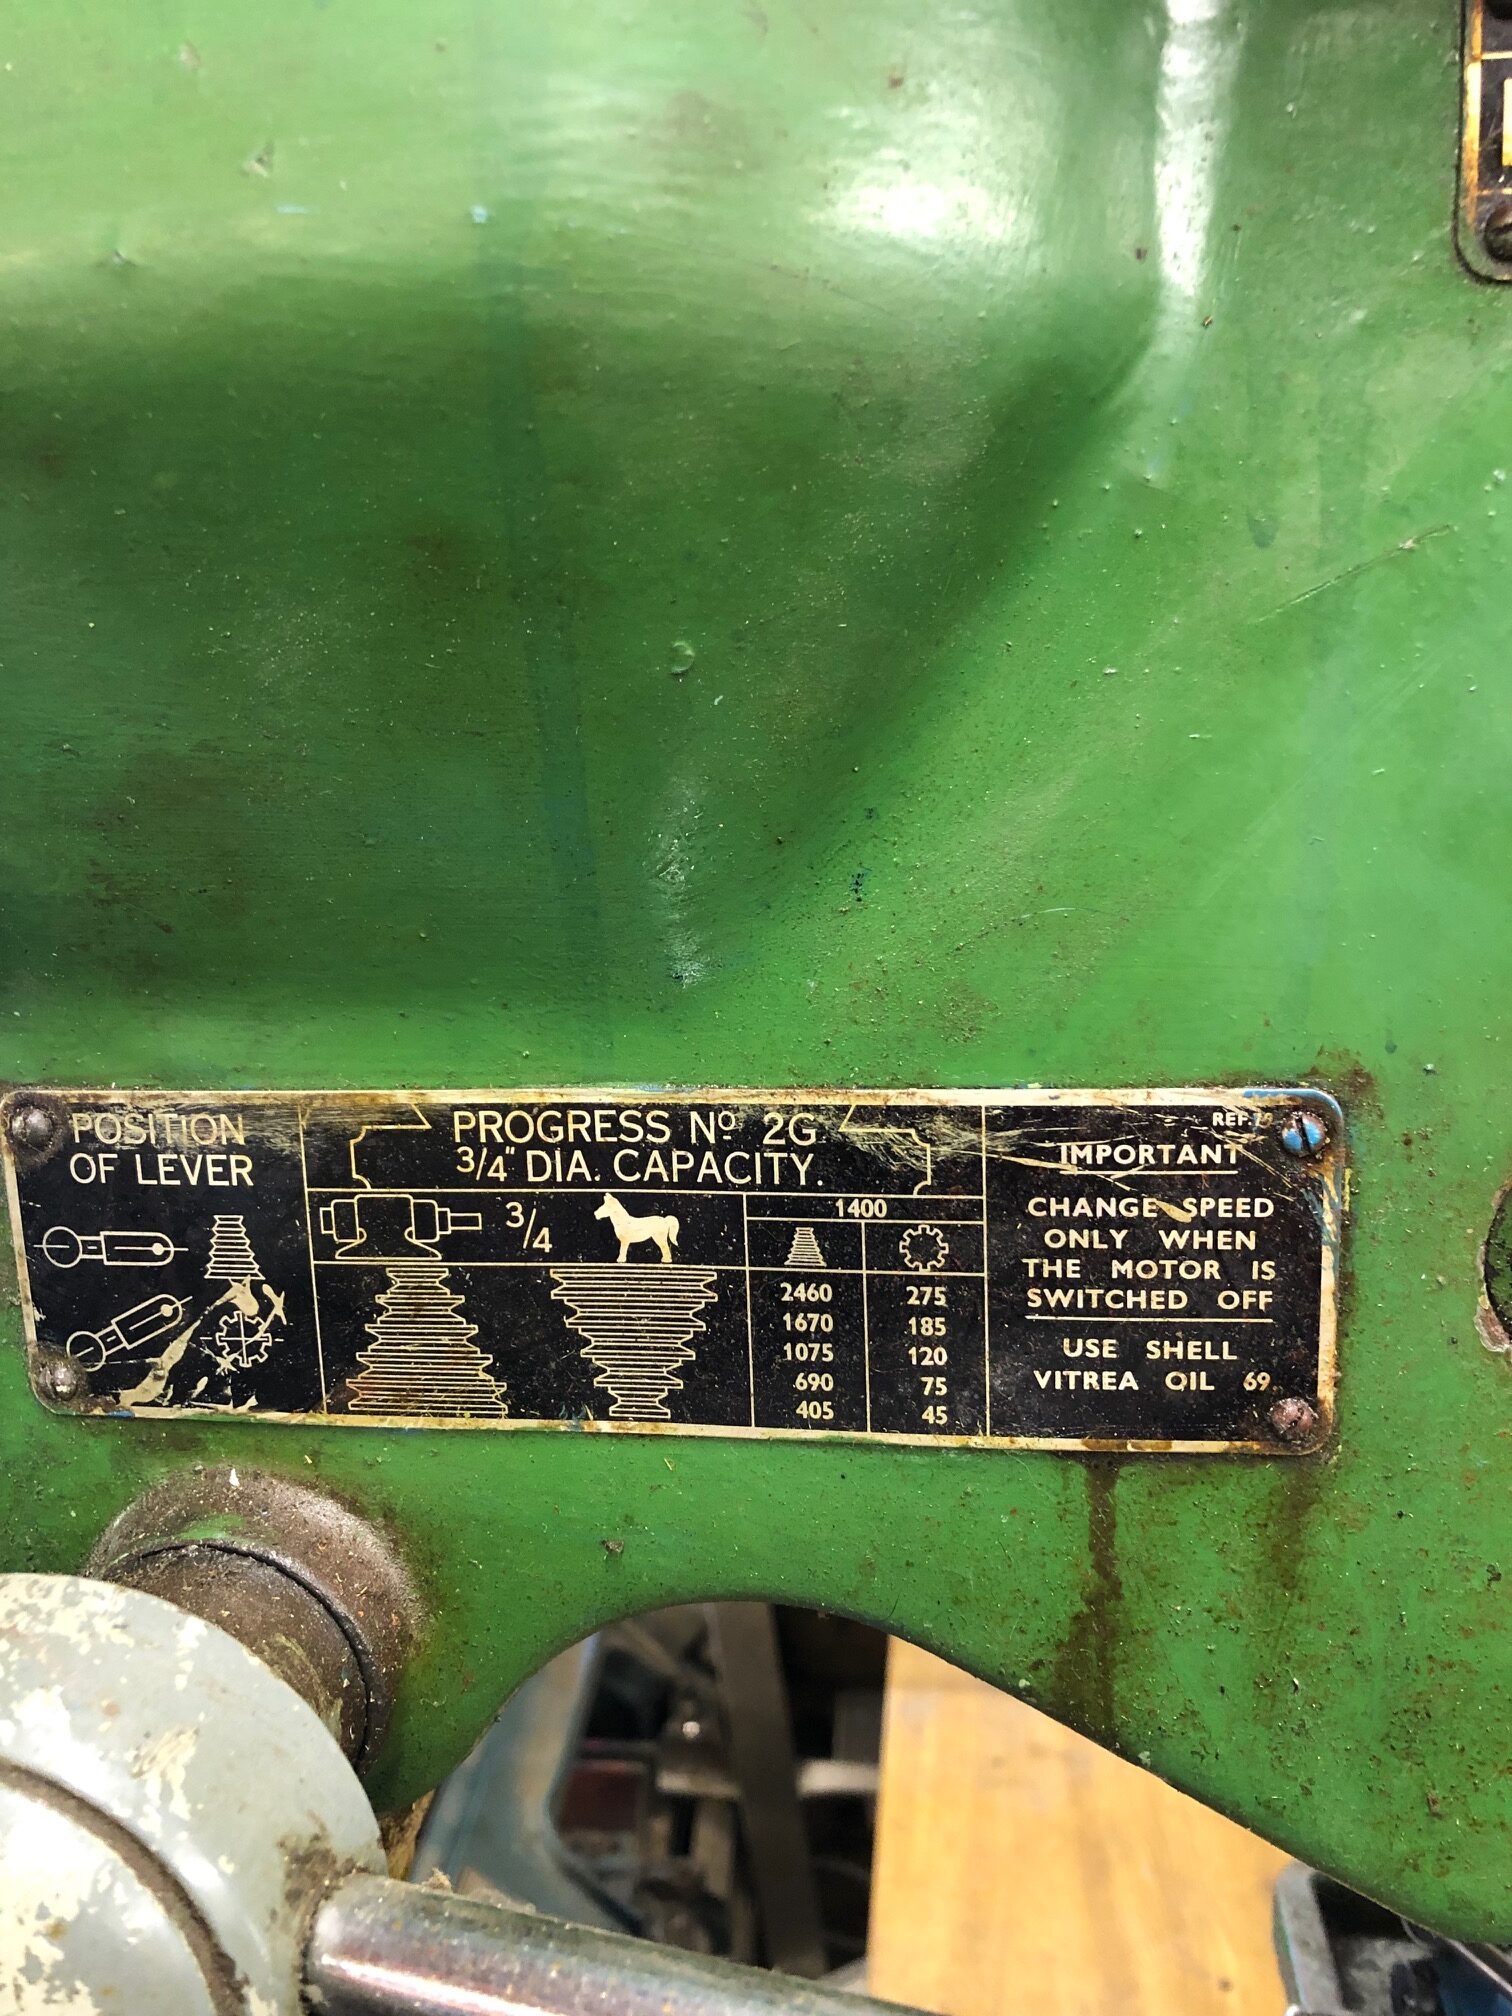 POSITION
OF LEVER
PROGRESS Nº 2G
3/4" DIA. CAPACITY.
3/4
1400
2460 275
1670 185
1075 120
690 75
405 45
REF.
IMPORTANT
CHANGE SPEED
ONLY WHEN
THE MOTOR IS
SWITCHED OFF
USE SHELL
VITREA OIL 69.